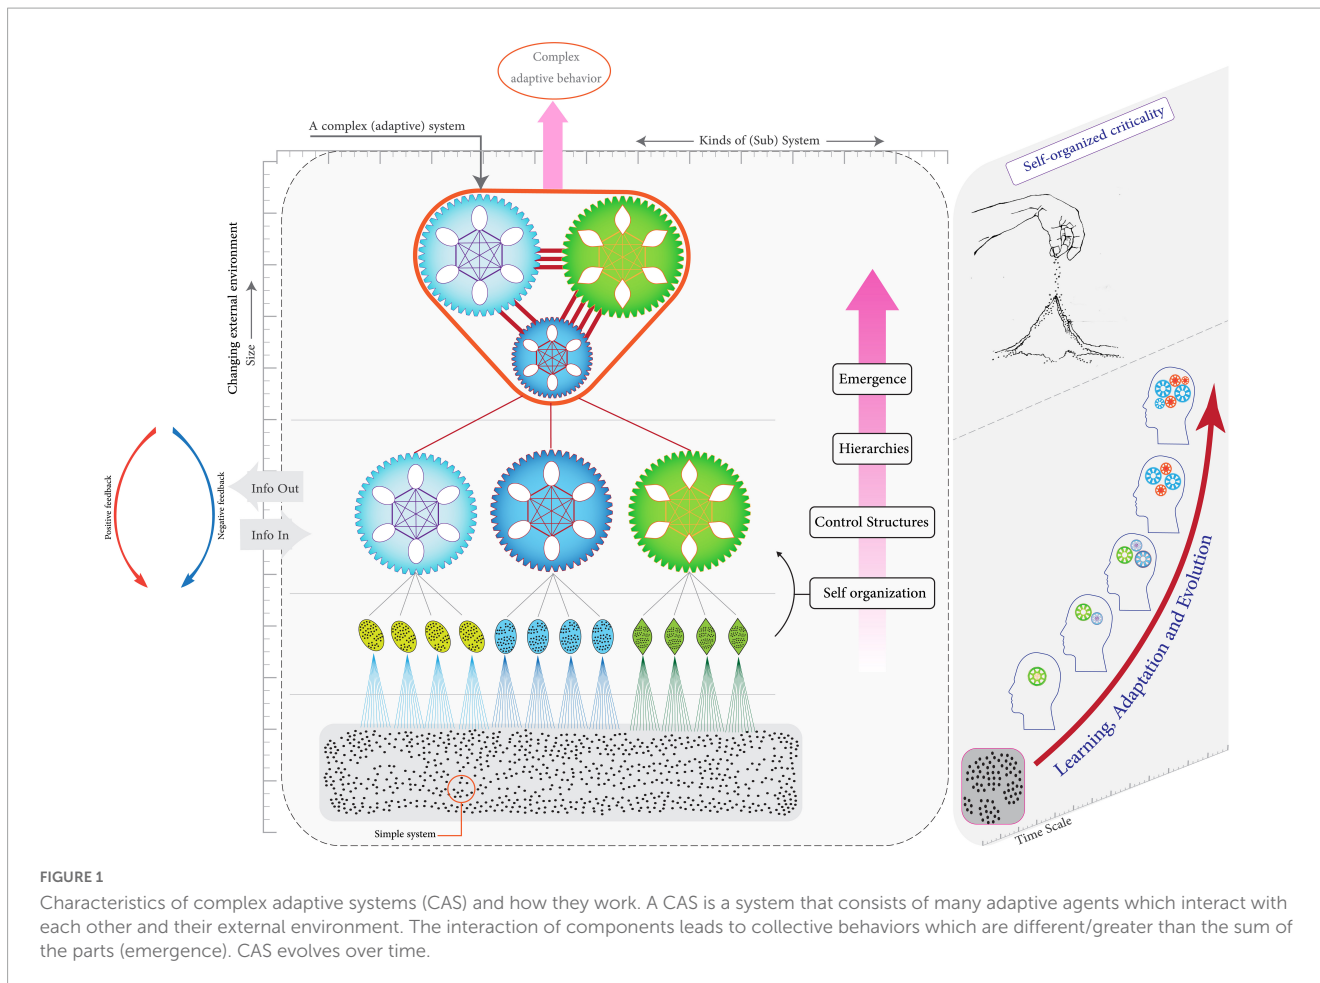 Complex
adaptive behavior
A complex (adaptive) system
Kinds of (Sub) System
Self-organized criticality
Changing external environment
Size
Emergence
Hierarchies
Positive feedback
Negative feedback
Info Out
Info In
Control Structures
Self organization
Learning, Adaptation and Evolution
Simple system
Time Scale
FIGURE 1
Characteristics of complex adaptive systems (CAS) and how they work. A CAS is a system that consists of many adaptive agents which interact with
each other and their external environment. The interaction of components leads to collective behaviors which are different/greater than the sum of
the parts (emergence). CAS evolves over time.